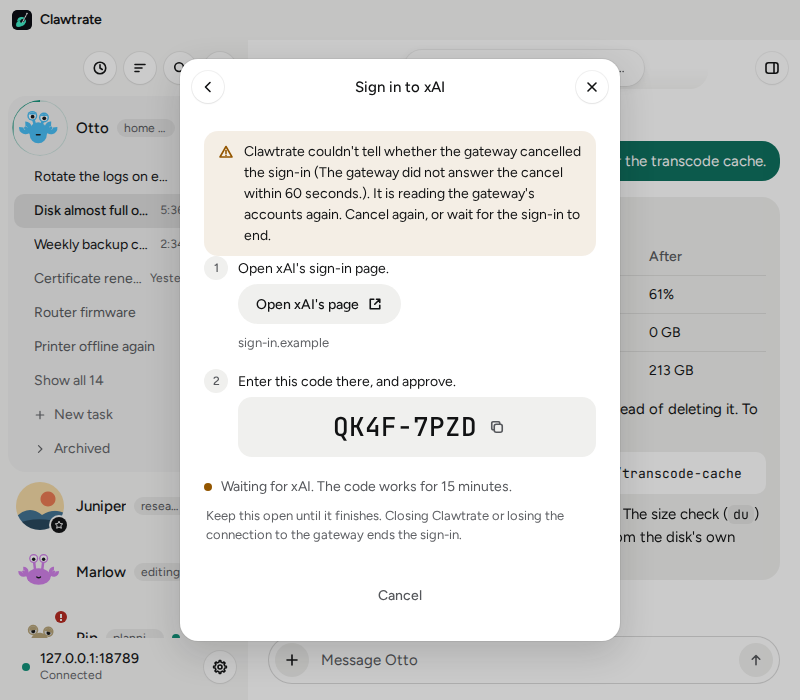 Clawtrate
Sign in to xAI
Otto
home ...
Rotate the logs on e...
Disk almost full o...
5:36
Weekly backup c...
2:34
Certificate rene...
Yeste
Router firmware
Printer offline again
Show all 14
New task
Archived
Juniper
resea...
Marlow
editing
Pip
planni...
127.0.0.1:18789
Connected
Clawtrate couldn't tell whether the gateway cancelled
the sign-in (The gateway did not answer the cancel
within 60 seconds.). It is reading the gateway's
accounts again. Cancel again, or wait for the sign-in to
end.
1 Open xAI's sign-in page.
Open xAI's page
sign-in.example
2 Enter this code there, and approve.
QK4F-7PZD
Waiting for xAI. The code works for 15 minutes.
Keep this open until it finishes. Closing Clawtrate or losing the
connection to the gateway ends the sign-in.
Cancel
the transcode cache.
After
61%
0 GB
213 GB
of deleting it. To
/transcode-cache
The size check ( du )
the disk's own
Message Otto